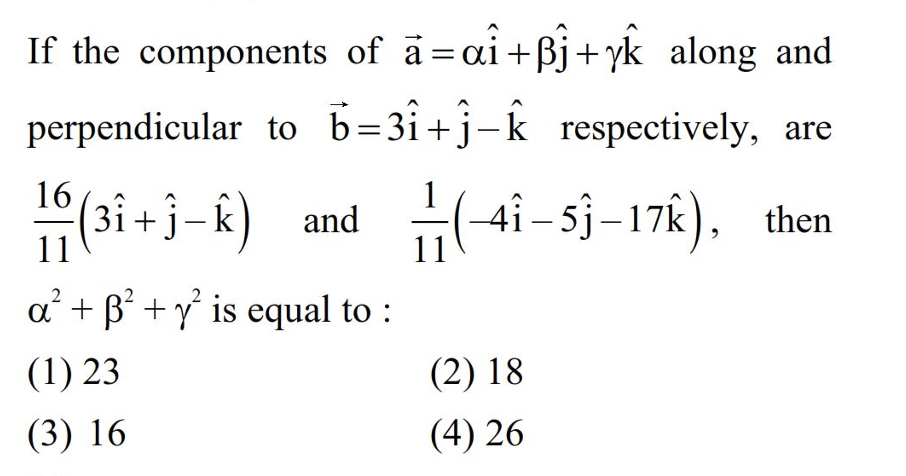 If the components of a⃗ = αî + βĵ + γk̂ along and
perpendicular to b⃗ = 3î + ĵ − k̂ respectively, are
16/11 (3î + ĵ − k̂) and 1/11 (−4î − 5ĵ − 17k̂), then
α² + β² + γ² is equal to :
(1) 23 (2) 18
(3) 16 (4) 26